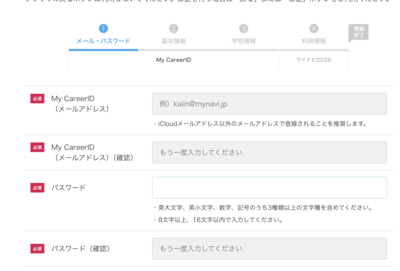 1 2 3 4 登録完了
メール・パスワード 基本情報 学校情報 利用情報
My CareerID マイナビ2026
必須 My CareerID
（メールアドレス）
例）kaiin@mynavi.jp
・iCloudメールアドレス以外のメールアドレスで登録されることを推奨します。
必須 My CareerID
（メールアドレス）（確認）
もう一度入力してください
必須 パスワード
・英大文字、英小文字、数字、記号のうち3種類以上の文字種を含めてください。
・8文字以上、16文字以内で入力してください。
必須 パスワード（確認）
もう一度入力してください